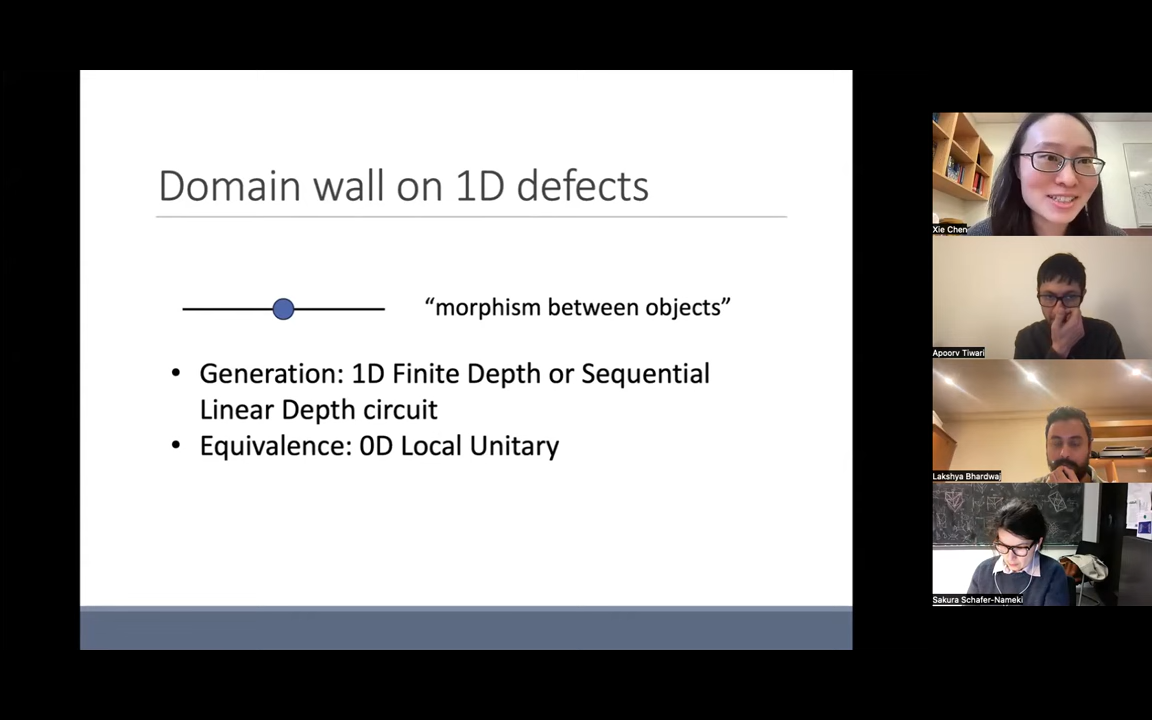 Domain wall on 1D defects
“morphism between objects”
• Generation: 1D Finite Depth or Sequential
Linear Depth circuit
• Equivalence: 0D Local Unitary
Xie Chen
Apoorv Tiwari
Lakshya Bhardwaj
Sakura Schafer-Nameki